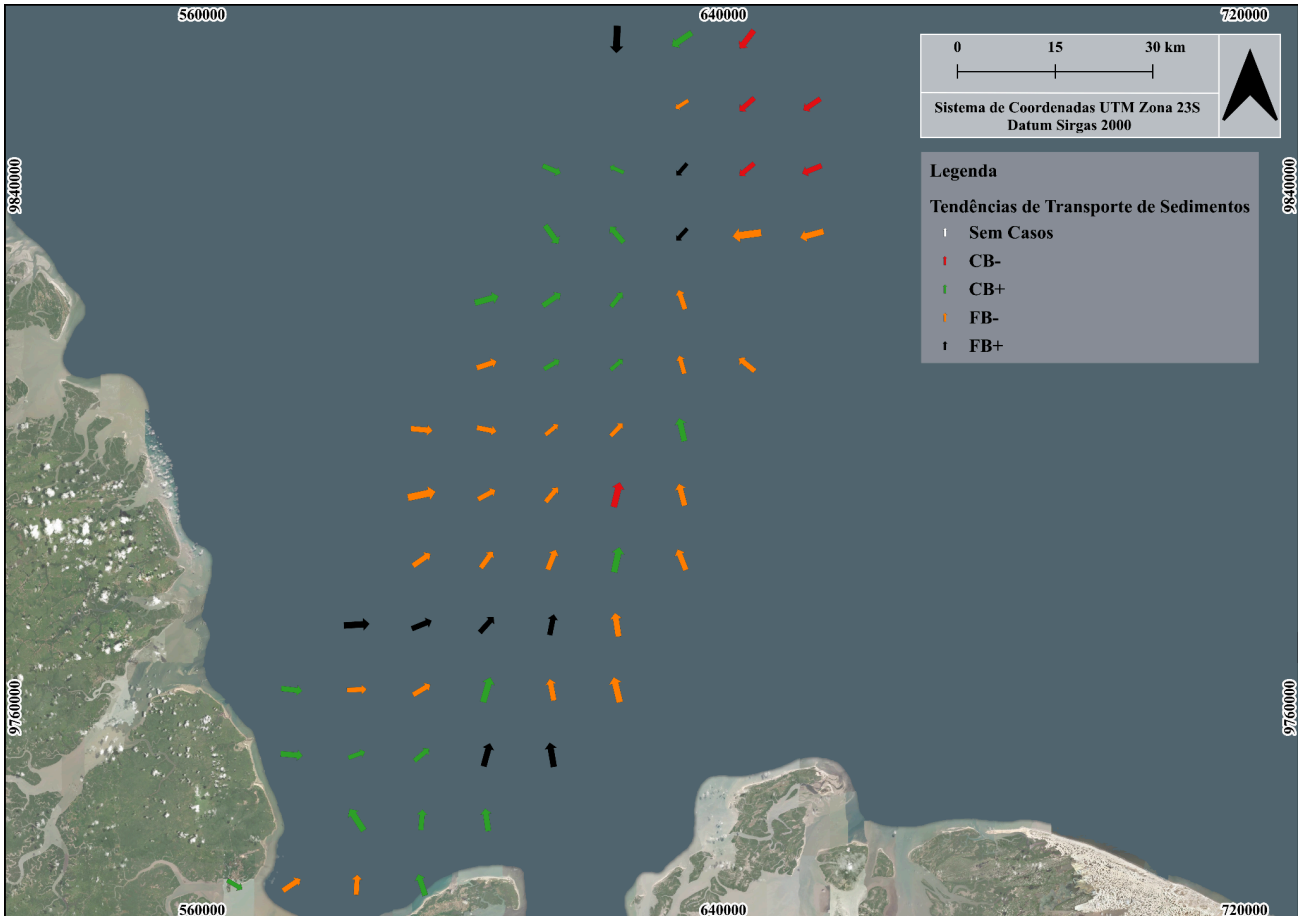 560000
640000
720000
0 15 30 km
Sistema de Coordenadas UTM Zona 23S
Datum Sirgas 2000
9840000
9840000
Legenda
Tendências de Transporte de Sedimentos
Sem Casos
CB-
CB+
FB-
FB+
9760000
9760000
560000
640000
720000